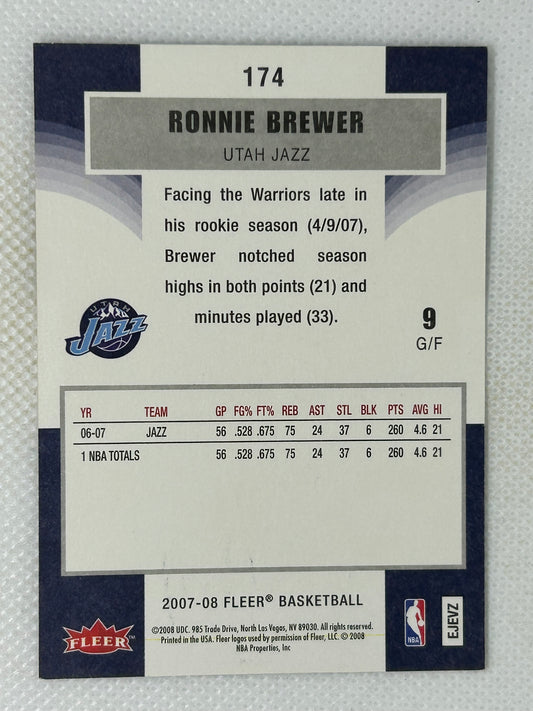 174
RONNIE BREWER
UTAH JAZZ
Facing the Warriors late in
his rookie season (4/9/07),
Brewer notched season
highs in both points (21) and
minutes played (33).
UTAH
JAZZ
9
G/F
YR TEAM GP FG% FT% REB AST STL BLK PTS AVG HI
06-07 JAZZ 56 .528 .675 75 24 37 6 260 4.6 21
1 NBA TOTALS 56 .528 .675 75 24 37 6 260 4.6 21
2007-08 FLEER® BASKETBALL
FLEER™
©2008 UDC. 985 Trade Drive, North Las Vegas, NV 89030. All rights reserved.
Printed in the USA. Fleer logos used by permission of Fleer, LLC. © 2008
NBA Properties, Inc
NBA
EJEVZ